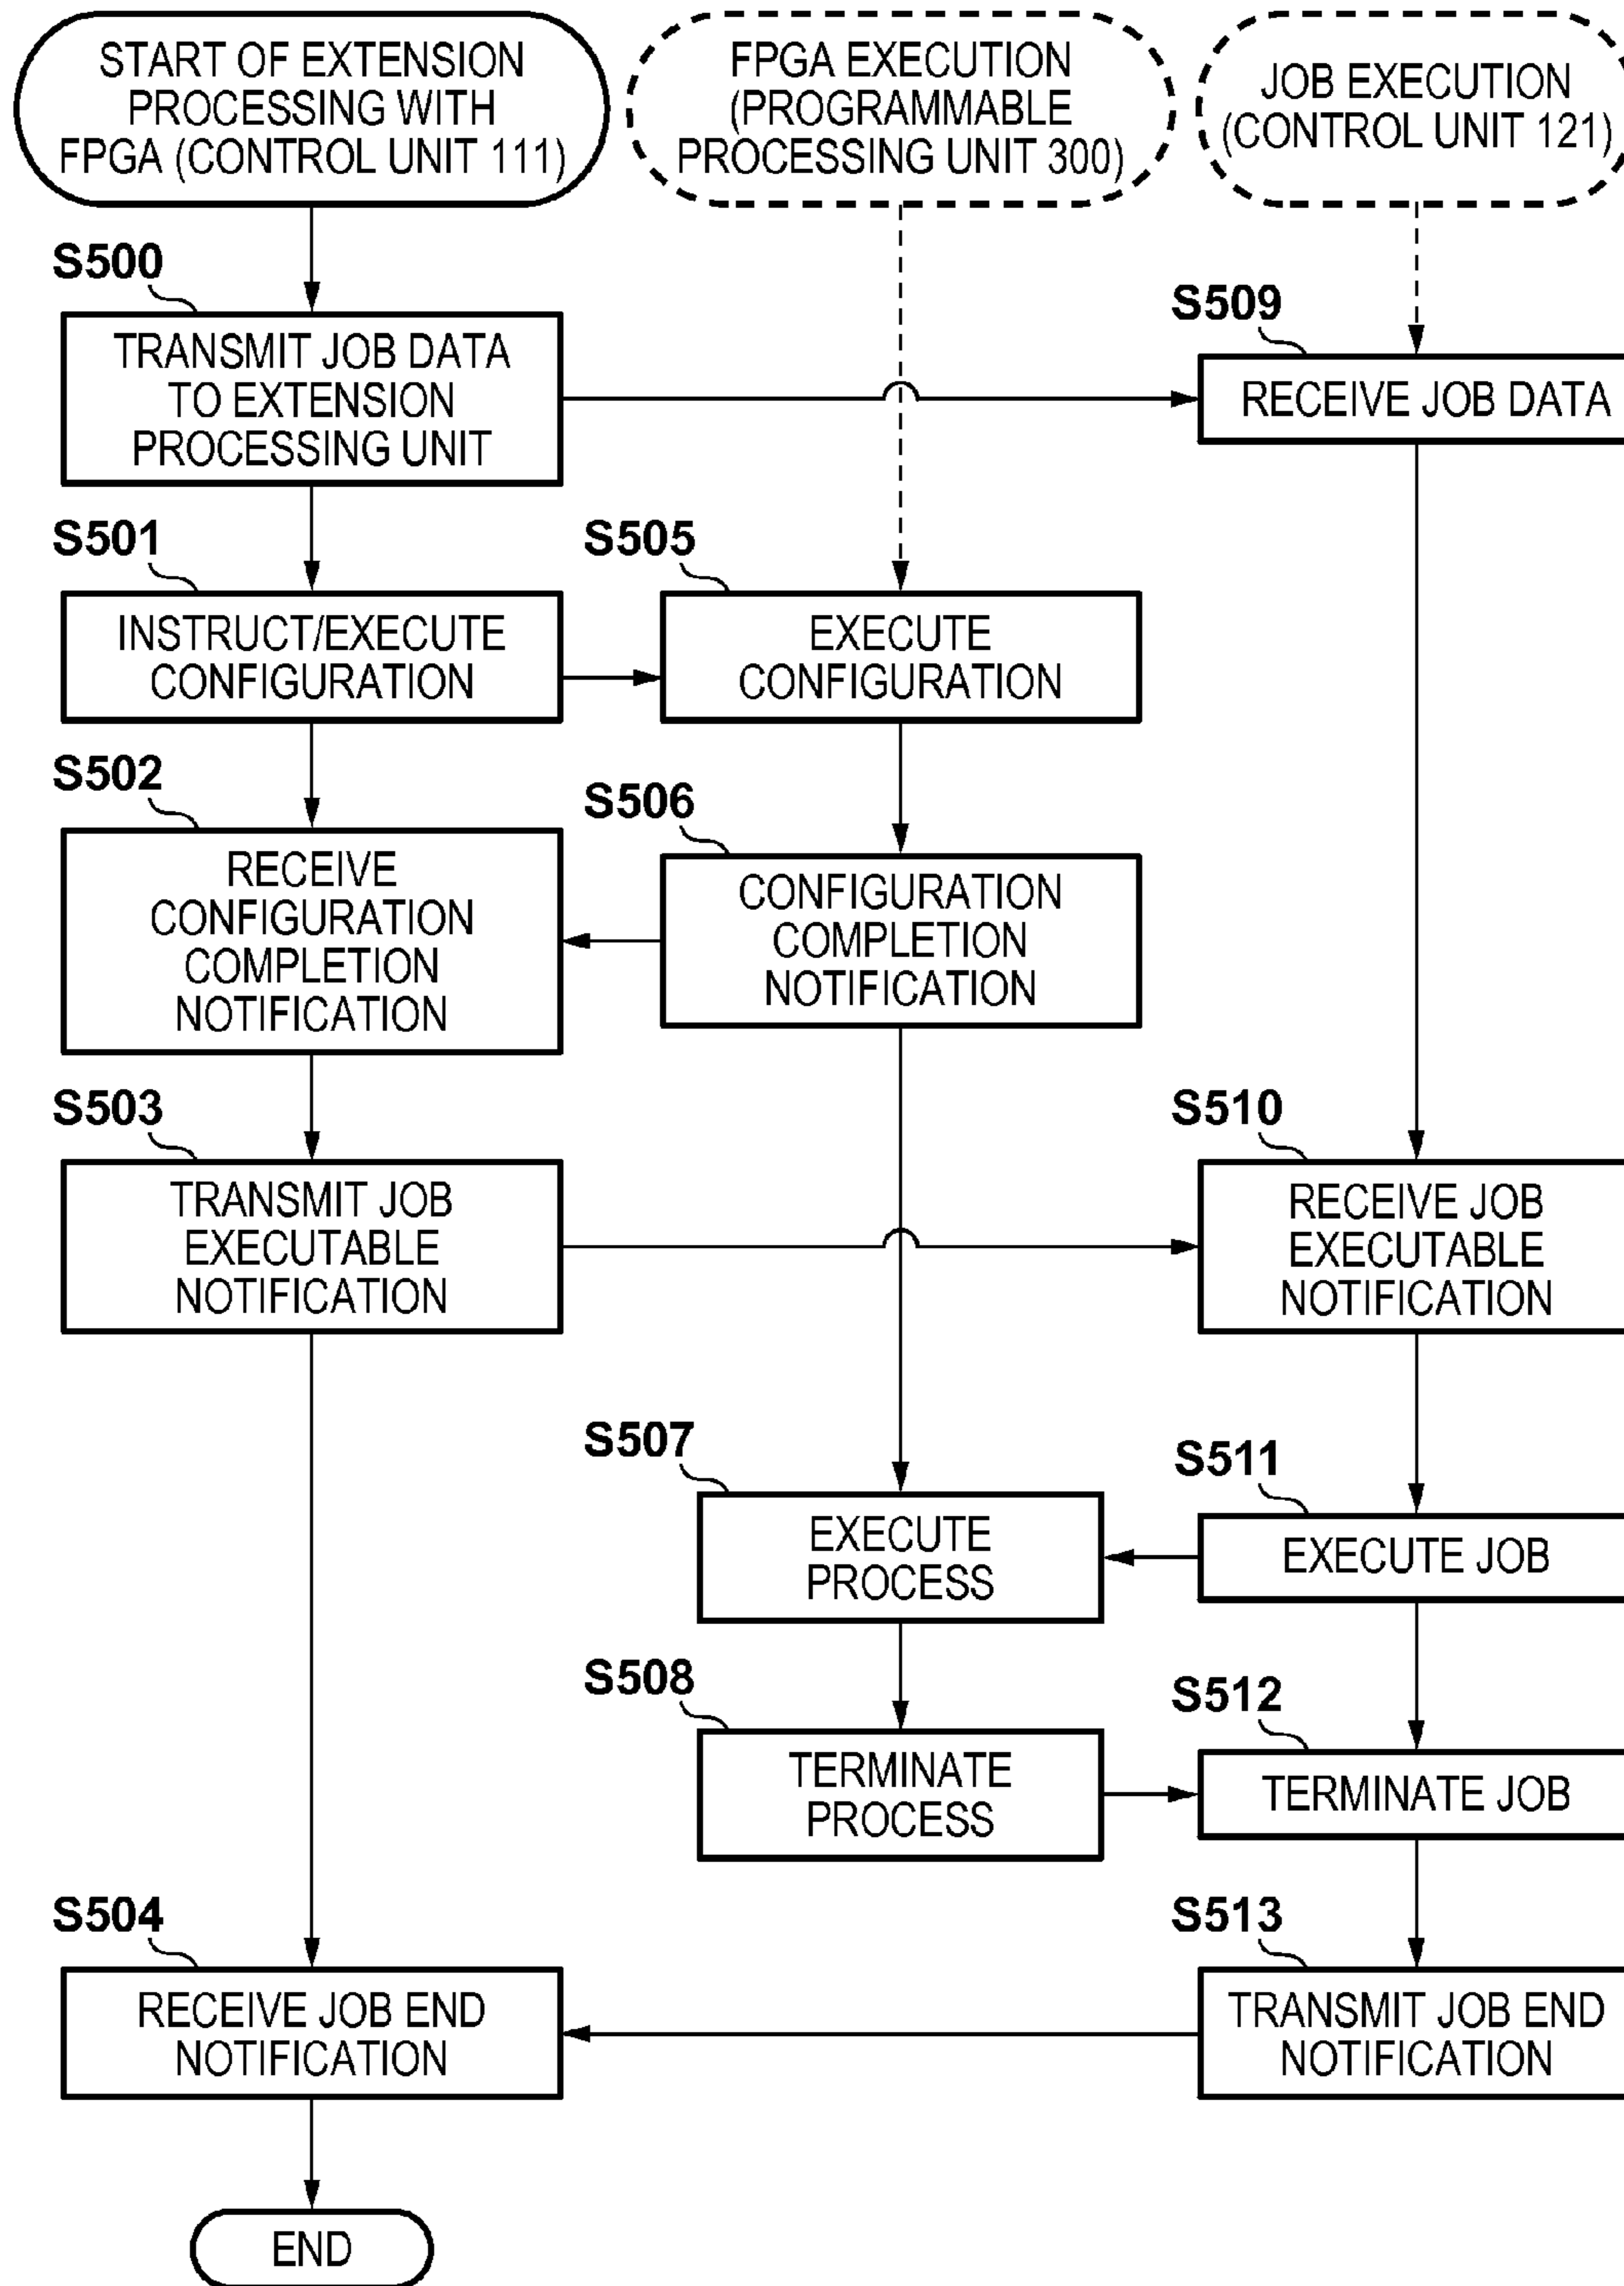 START OF EXTENSION
PROCESSING WITH
FPGA (CONTROL UNIT 111)
FPGA EXECUTION
(PROGRAMMABLE
PROCESSING UNIT 300)
JOB EXECUTION
(CONTROL UNIT 121)
S500
TRANSMIT JOB DATA
TO EXTENSION
PROCESSING UNIT
S509
RECEIVE JOB DATA
S501
INSTRUCT/EXECUTE
CONFIGURATION
S505
EXECUTE
CONFIGURATION
S502
RECEIVE
CONFIGURATION
COMPLETION
NOTIFICATION
S506
CONFIGURATION
COMPLETION
NOTIFICATION
S503
TRANSMIT JOB
EXECUTABLE
NOTIFICATION
S510
RECEIVE JOB
EXECUTABLE
NOTIFICATION
S507
EXECUTE
PROCESS
S511
EXECUTE JOB
S508
TERMINATE
PROCESS
S512
TERMINATE JOB
S504
RECEIVE JOB END
NOTIFICATION
S513
TRANSMIT JOB END
NOTIFICATION
END